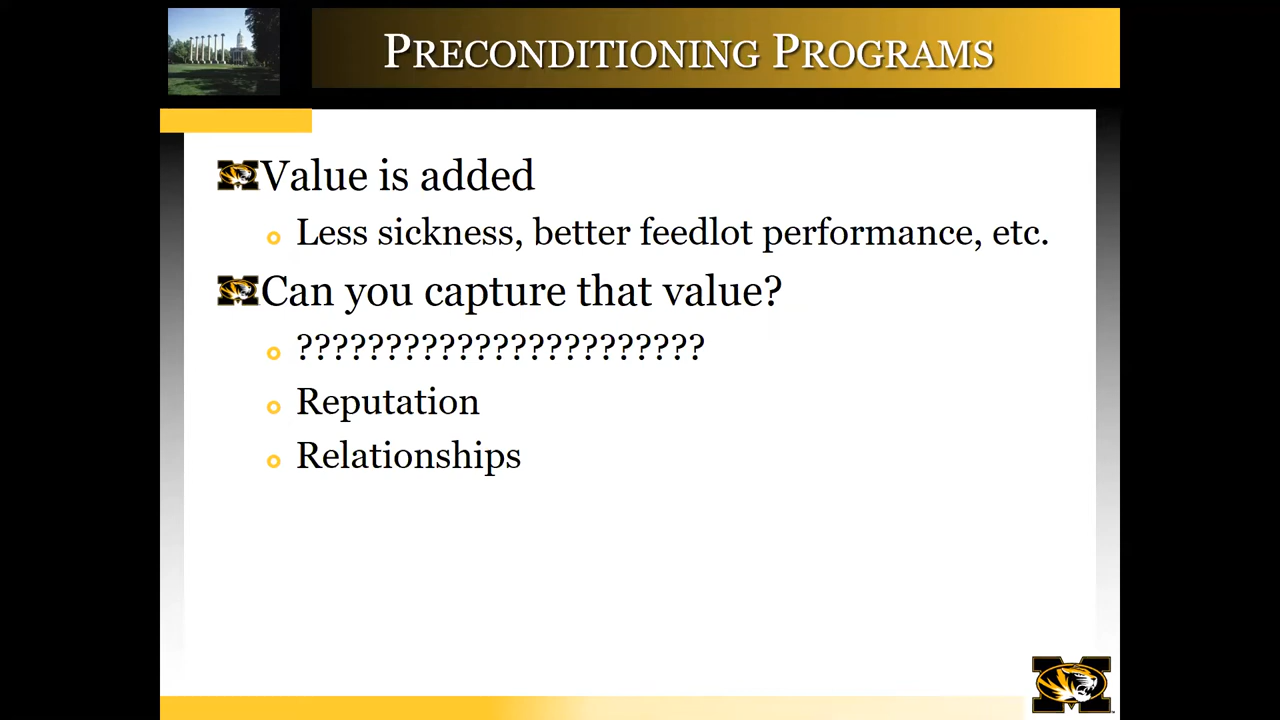 PRECONDITIONING PROGRAMS
Value is added
Less sickness, better feedlot performance, etc.
Can you capture that value?
???????????????????????
Reputation
Relationships